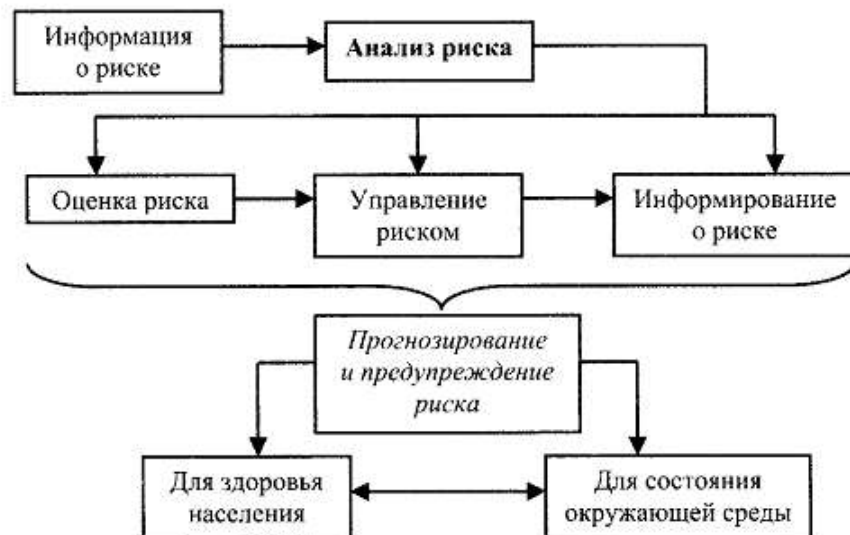 Информация
о риске
Анализ риска
Оценка риска
Управление
риском
Информирование
о риске
Прогнозирование
и предупреждение
риска
Для здоровья
населения
Для состояния
окружающей среды